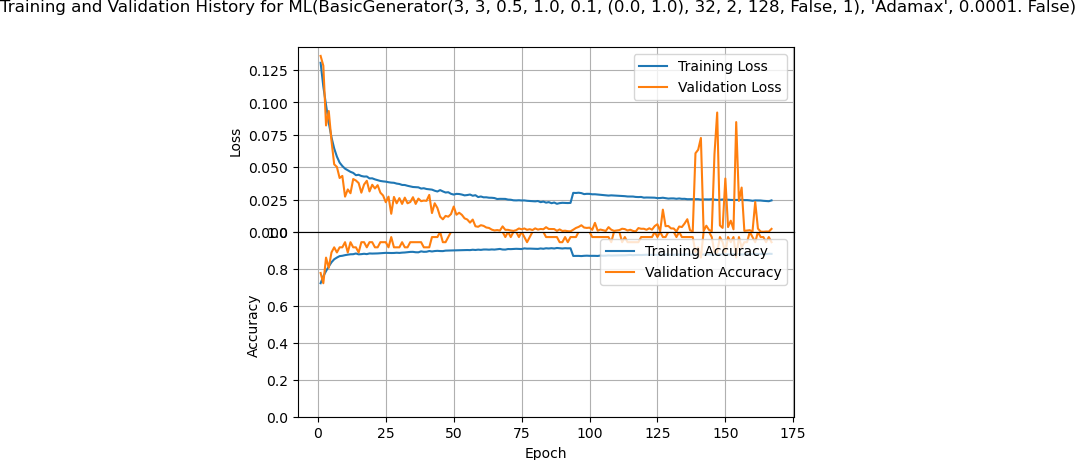 Training and Validation History for ML(BasicGenerator(3, 3, 0.5, 1.0, 0.1, (0.0, 1.0), 32, 2, 128, False, 1), 'Adamax', 0.0001. False)
0.125
0.100
0.075
0.050
0.025
0.000
Loss
Training Loss
Validation Loss
1.0
0.8
0.6
0.4
0.2
0.0
Accuracy
Training Accuracy
Validation Accuracy
0 25 50 75 100 125 150 175
Epoch